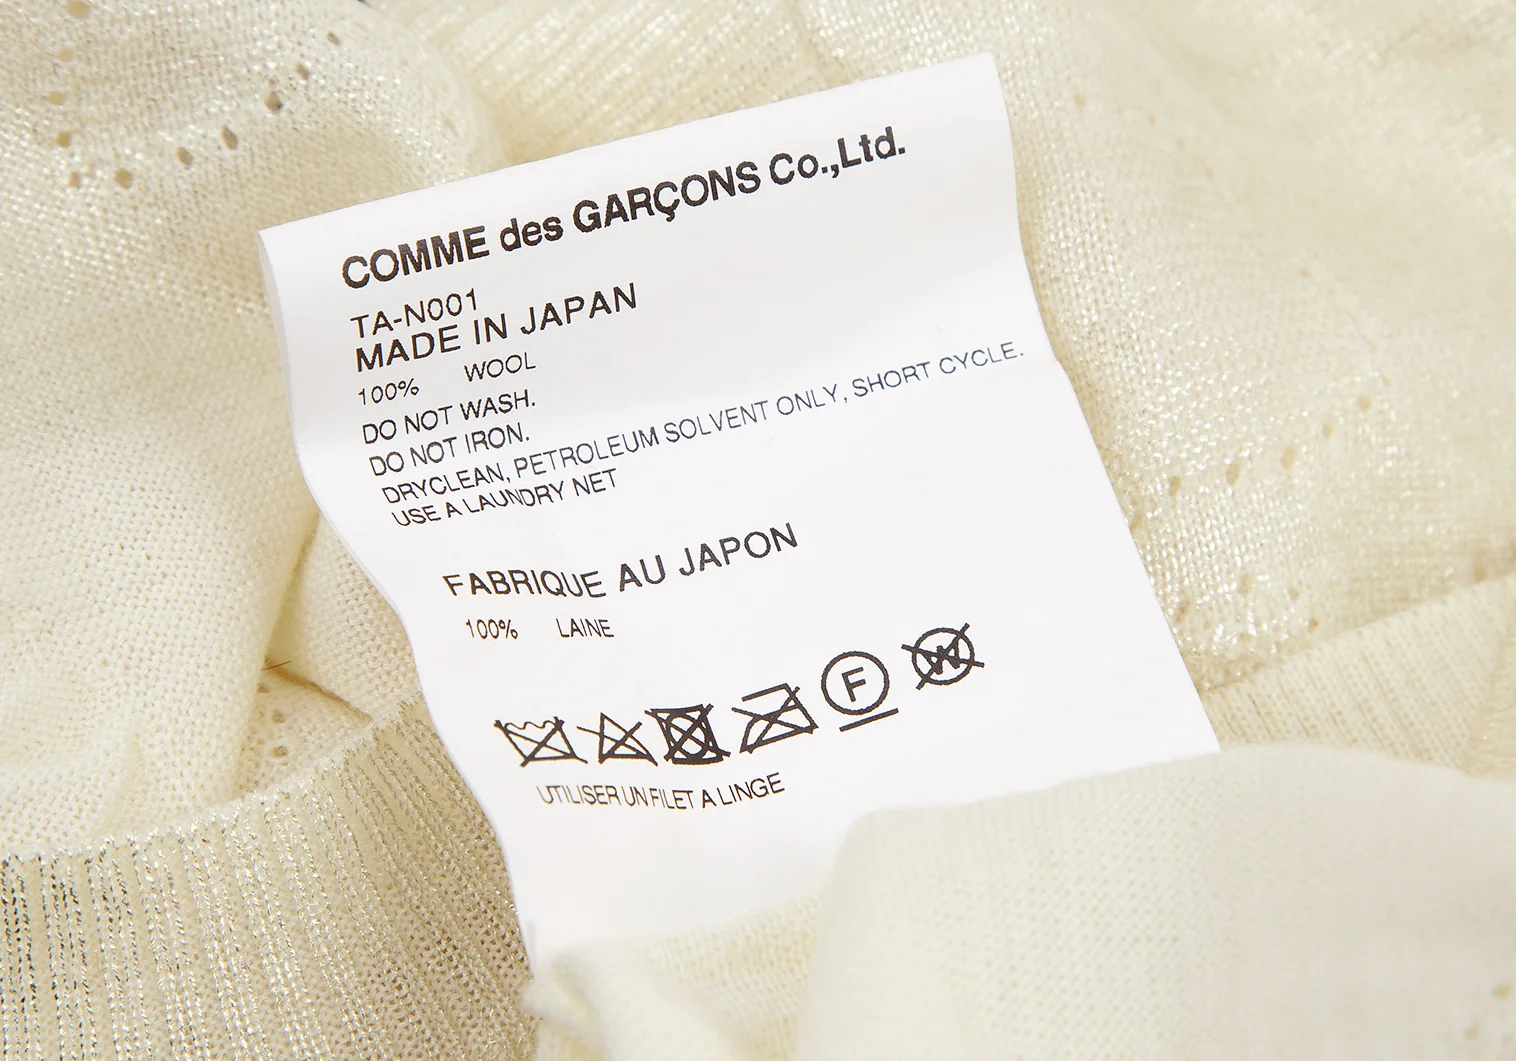 COMME des GARÇONS Co.,Ltd.
TA-N001
MADE IN JAPAN
100% WOOL
DO NOT WASH.
DO NOT IRON.
DRYCLEAN, PETROLEUM SOLVENT ONLY, SHORT CYCLE.
USE A LAUNDRY NET
FABRIQUE AU JAPON
100% LAINE
F W
UTILISER UN FILET A LINGE